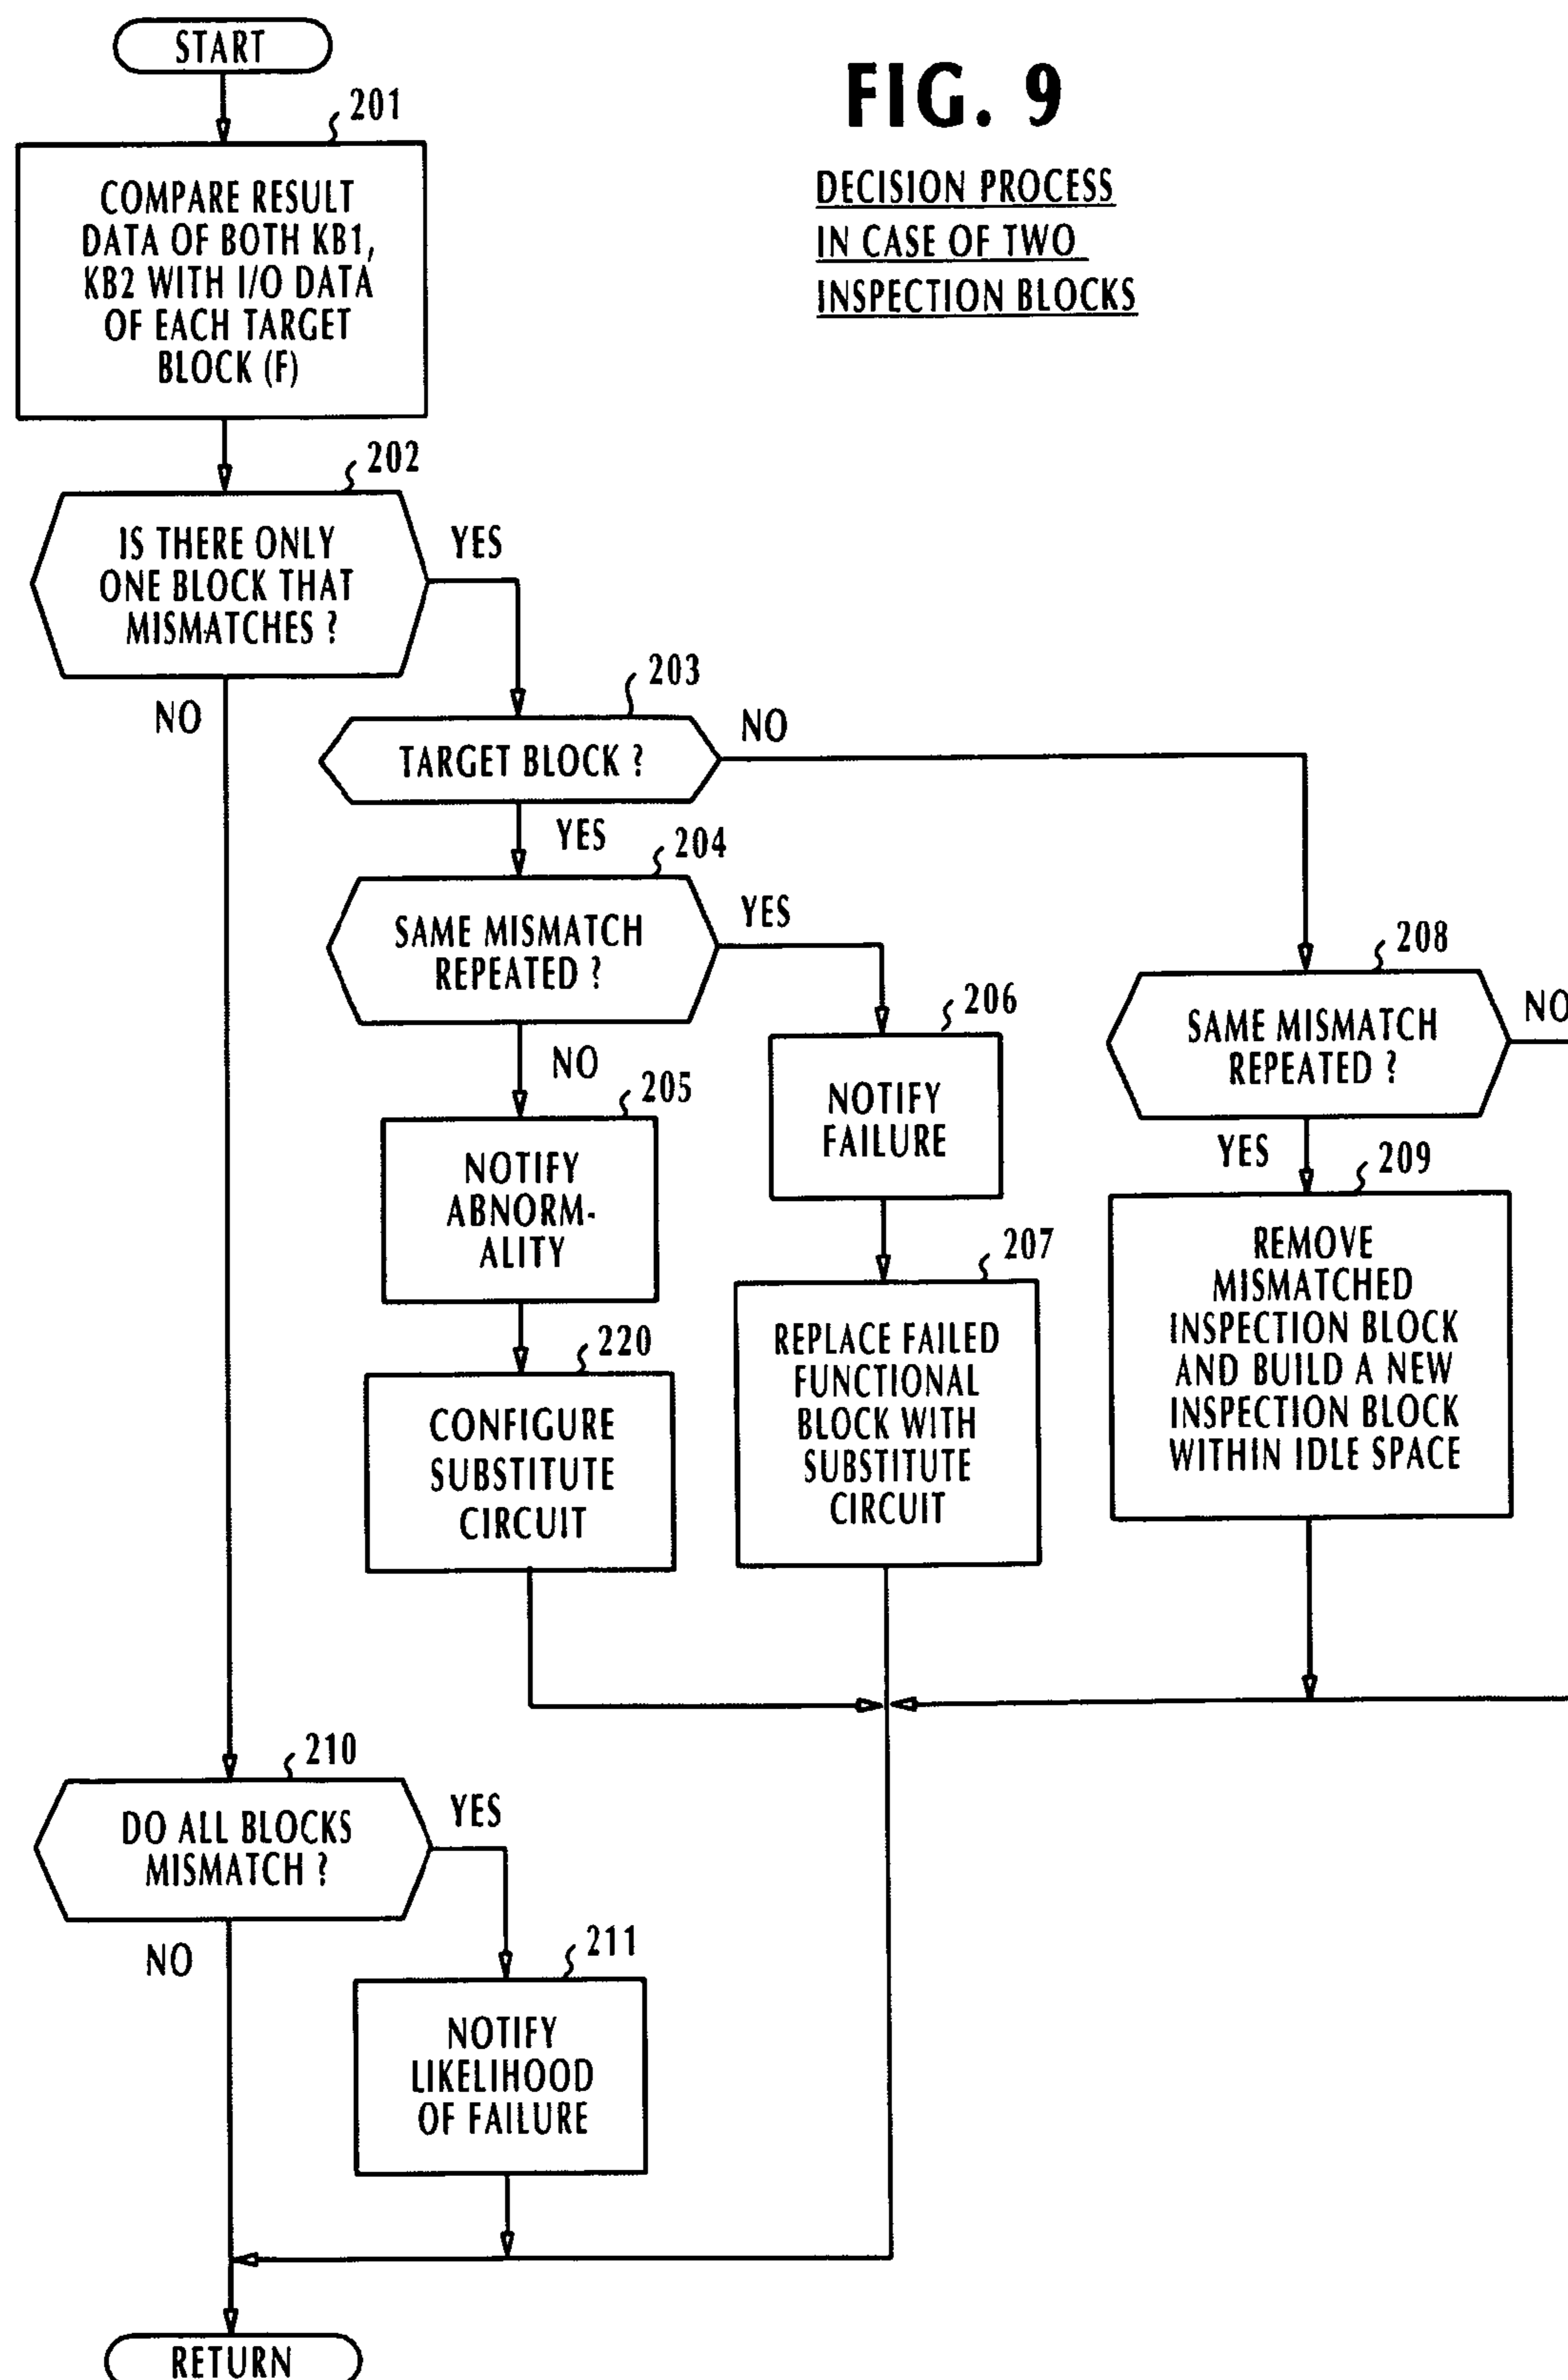 START
FIG. 9
DECISION PROCESS
IN CASE OF TWO
INSPECTION BLOCKS
201
COMPARE RESULT
DATA OF BOTH KB1,
KB2 WITH I/O DATA
OF EACH TARGET
BLOCK (F)
202
IS THERE ONLY
ONE BLOCK THAT
MISMATCHES ?
YES
NO
203
TARGET BLOCK ?
NO
YES
204
SAME MISMATCH
REPEATED ?
YES
NO
205
NOTIFY
ABNORM-
ALITY
220
CONFIGURE
SUBSTITUTE
CIRCUIT
206
NOTIFY
FAILURE
207
REPLACE FAILED
FUNCTIONAL
BLOCK WITH
SUBSTITUTE
CIRCUIT
208
SAME MISMATCH
REPEATED ?
NO
YES
209
REMOVE
MISMATCHED
INSPECTION BLOCK
AND BUILD A NEW
INSPECTION BLOCK
WITHIN IDLE SPACE
210
DO ALL BLOCKS
MISMATCH ?
YES
NO
211
NOTIFY
LIKELIHOOD
OF FAILURE
RETURN